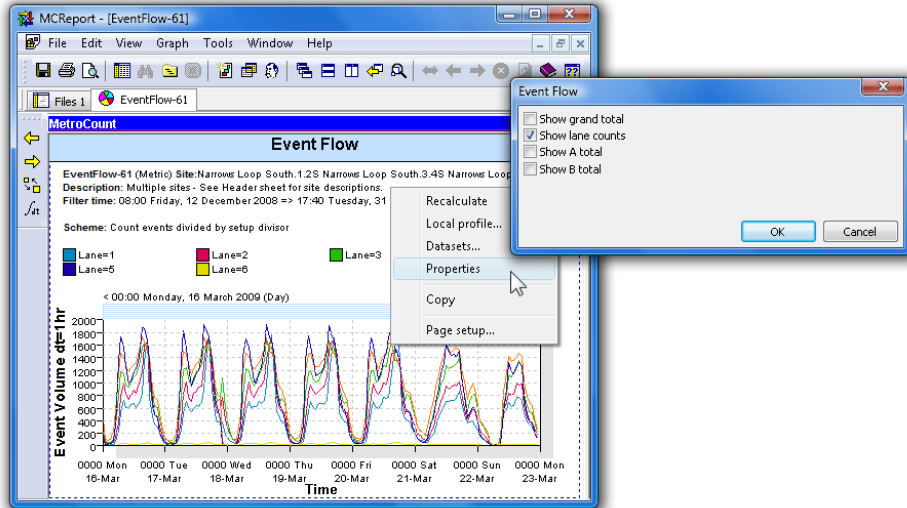 MCReport - [EventFlow-61]
File Edit View Graph Tools Window Help
Files 1 EventFlow-61
MetroCount
Event Flow
EventFlow-61 (Metric) Site:Narrows Loop South.1.2S Narrows Loop South.3.4S Narrows Loop
Description: Multiple sites - See Header sheet for site descriptions.
Filter time: 08:00 Friday, 12 December 2008 => 17:40 Tuesday, 31
Scheme: Count events divided by setup divisor
Lane=1 Lane=2 Lane=3
Lane=5 Lane=6
< 00:00 Monday, 16 March 2009 (Day)
Event Volume dt=1hr
2000
1800
1600
1400
1200
1000
800
600
400
200
0
0000 Mon 0000 Tue 0000 Wed 0000 Thu 0000 Fri 0000 Sat 0000 Sun 0000 Mon
16-Mar 17-Mar 18-Mar 19-Mar 20-Mar 21-Mar 22-Mar 23-Mar
Time
Recalculate
Local profile...
Datasets...
Properties
Copy
Page setup...
Event Flow
Show grand total
Show lane counts
Show A total
Show B total
OK Cancel